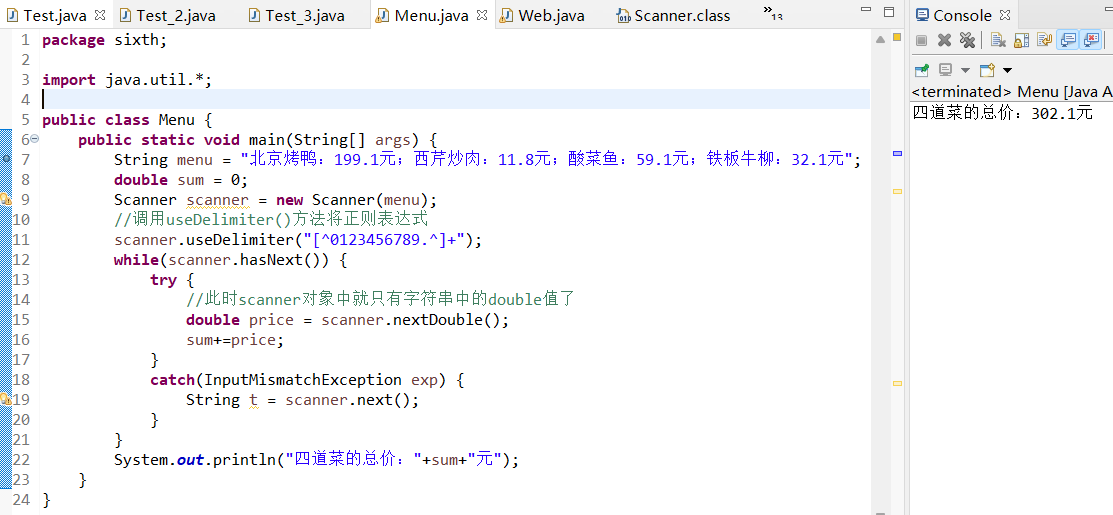 Test.java Test_2.java Test_3.java Menu.java Web.java Scanner.class »13 Console
1 package sixth;
2
3 import java.util.*;
4
5 public class Menu {
6 public static void main(String[] args) {
7 String menu = "北京烤鸭：199.1元；西芹炒肉：11.8元；酸菜鱼：59.1元；铁板牛柳：32.1元";
8 double sum = 0;
9 Scanner scanner = new Scanner(menu);
10 //调用useDelimiter()方法将正则表达式
11 scanner.useDelimiter("[^0123456789.^]+");
12 while(scanner.hasNext()) {
13 try {
14 //此时scanner对象中就只有字符串中的double值了
15 double price = scanner.nextDouble();
16 sum+=price;
17 }
18 catch(InputMismatchException exp) {
19 String t = scanner.next();
20 }
21 }
22 System.out.println("四道菜的总价："+sum+"元");
23 }
24 }
<terminated> Menu [Java A
四道菜的总价：302.1元